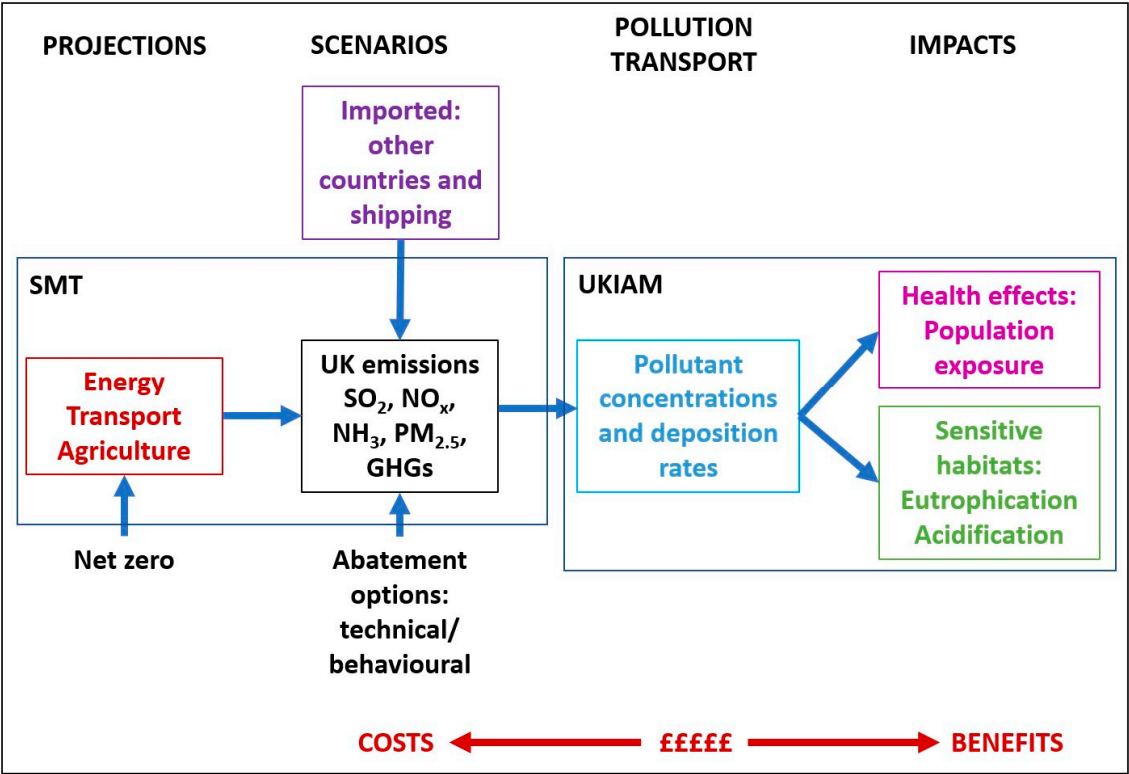 PROJECTIONS
SCENARIOS
POLLUTION
TRANSPORT
IMPACTS
Imported:
other
countries and
shipping
SMT
Energy
Transport
Agriculture
UK emissions
SO₂, NOₓ,
NH₃, PM₂.₅,
GHGs
UKIAM
Pollutant
concentrations
and deposition
rates
Health effects:
Population
exposure
Sensitive
habitats:
Eutrophication
Acidification
Net zero
Abatement
options:
technical/
behavioural
COSTS
£££££
BENEFITS